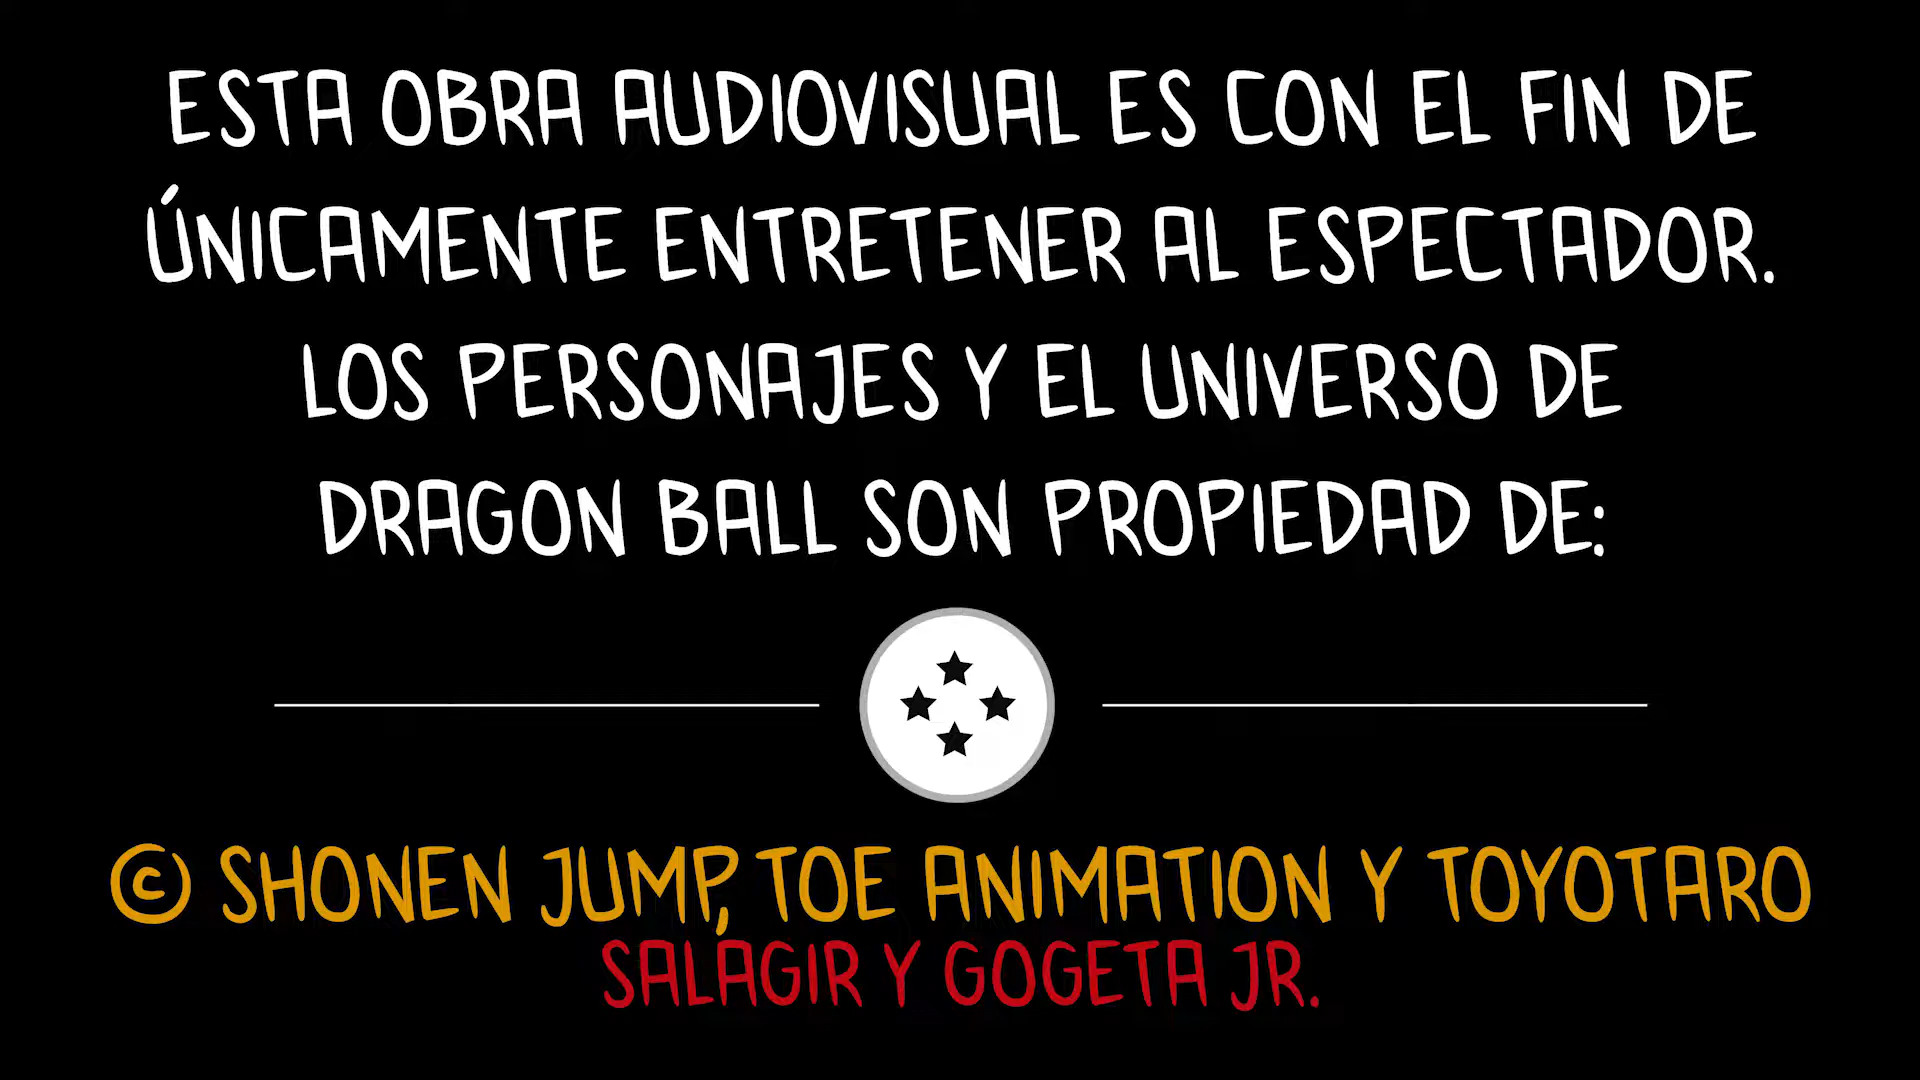 ESTA OBRA AUDIOVISUAL ES CON EL FIN DE
ÚNICAMENTE ENTRETENER AL ESPECTADOR.
LOS PERSONAJES Y EL UNIVERSO DE
DRAGON BALL SON PROPIEDAD DE:
© SHONEN JUMP, TOE ANIMATION Y TOYOTARO
SALAGIR Y GOGETA JR.